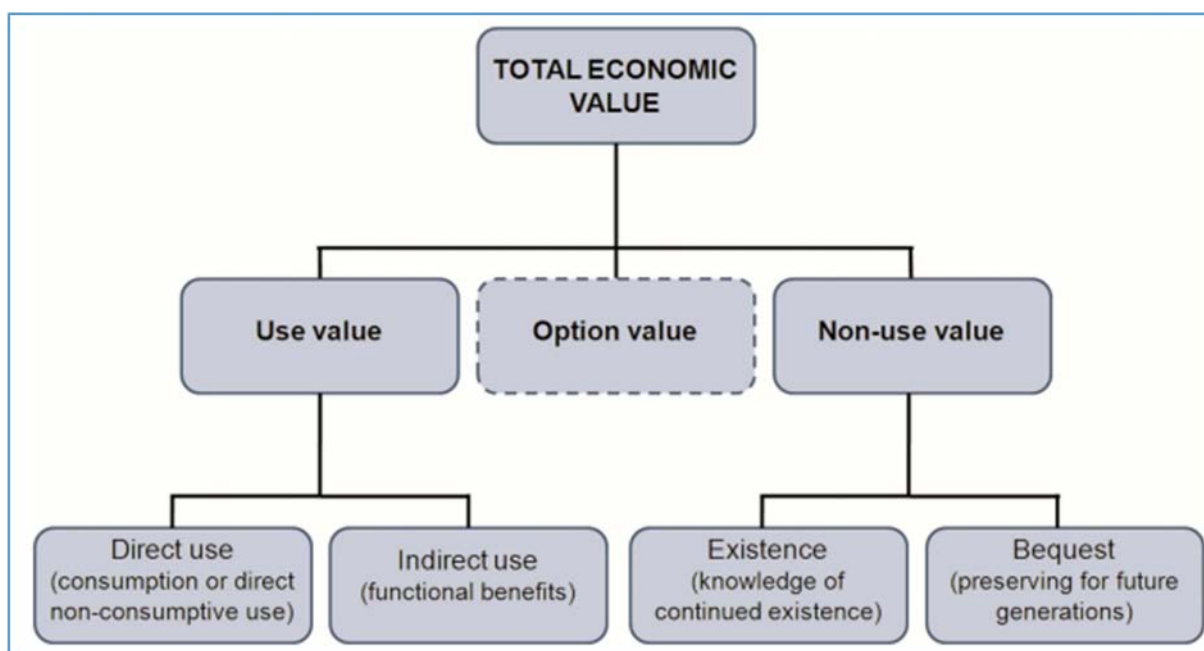 TOTAL ECONOMIC
VALUE
Use value
Option value
Non-use value
Direct use
(consumption or direct
non-consumptive use)
Indirect use
(functional benefits)
Existence
(knowledge of
continued existence)
Bequest
(preserving for future
generations)